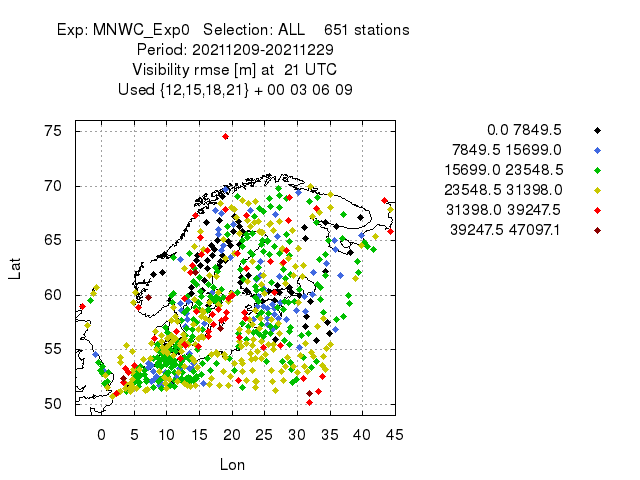 Exp: MNWC_Exp0   Selection: ALL    651 stations
Period: 20211209-20211229
Visibility rmse [m] at  21 UTC
Used {12,15,18,21} + 00 03 06 09
0.0 7849.5
7849.5 15699.0
15699.0 23548.5
23548.5 31398.0
31398.0 39247.5
39247.5 47097.1
75
70
65
60
55
50
Lat
0 5 10 15 20 25 30 35 40 45
Lon